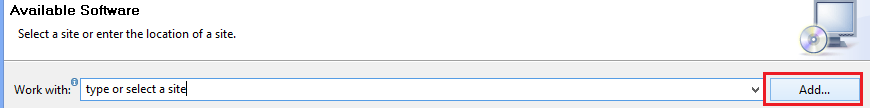 Available Software
Select a site or enter the location of a site.
Work with: type or select a site Add...